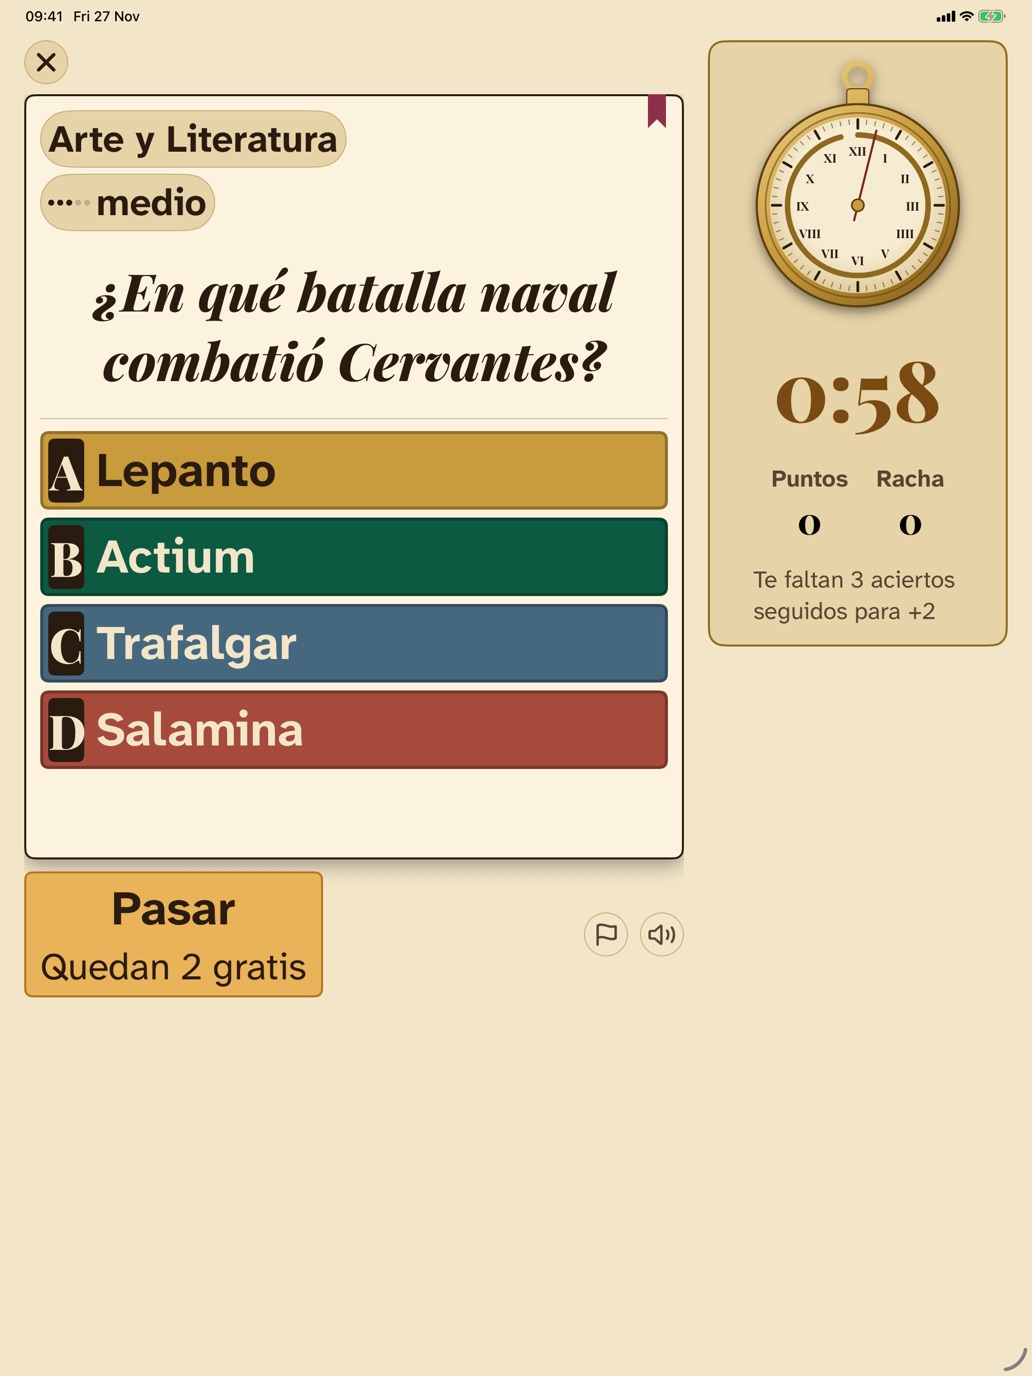 09:41 Fri 27 Nov
Arte y Literatura
medio
¿En qué batalla naval
combatió Cervantes?
A Lepanto
B Actium
C Trafalgar
D Salamina
Pasar
Quedan 2 gratis
XII
I
II
III
IIII
V
VI
VII
VIII
IX
X
XI
0:58
Puntos Racha
0 0
Te faltan 3 aciertos
seguidos para +2